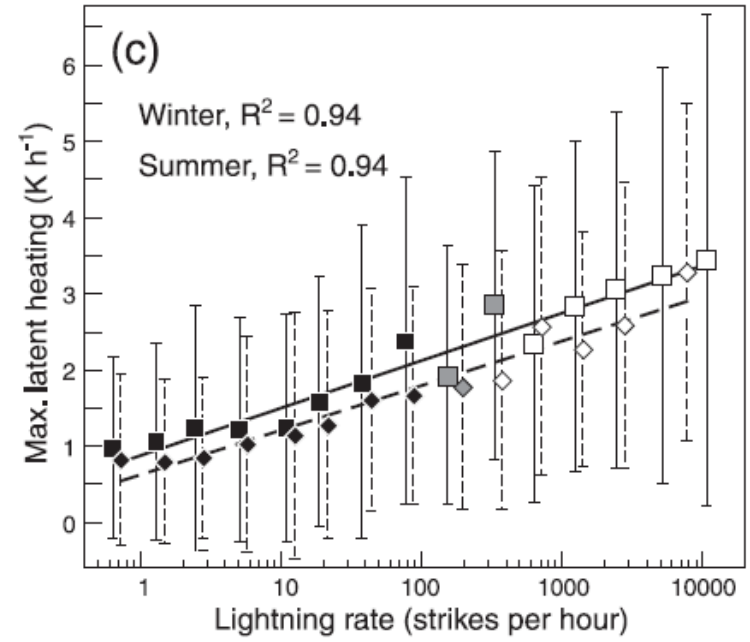 (c)
Winter, R² = 0.94
Summer, R² = 0.94
Max. latent heating (K h⁻¹)
6
5
4
3
2
1
0
1 10 100 1000 10000
Lightning rate (strikes per hour)